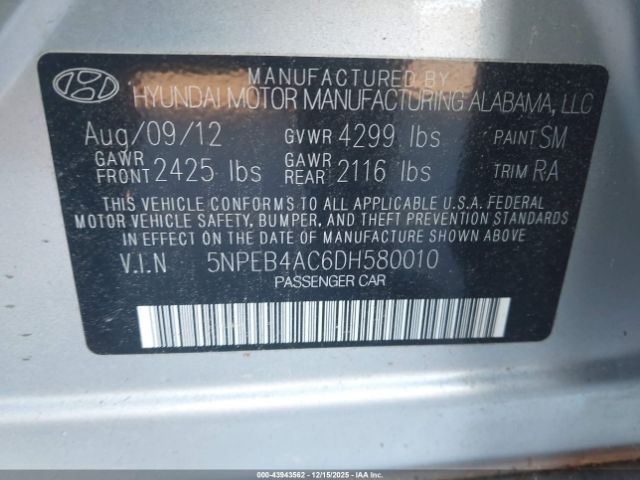 MANUFACTURED BY
HYUNDAI MOTOR MANUFACTURING ALABAMA, LLC
Aug/09/12 GVWR 4299 lbs PAINT SM
GAWR FRONT 2425 lbs GAWR REAR 2116 lbs TRIM RA
THIS VEHICLE CONFORMS TO ALL APPLICABLE U.S.A. FEDERAL
MOTOR VEHICLE SAFETY, BUMPER, AND THEFT PREVENTION STANDARDS
IN EFFECT ON THE DATE OF MANUFACTURE SHOWN ABOVE.
V.I.N 5NPEB4AC6DH580010
PASSENGER CAR
000-43943562 - 12/15/2025 - COPART, INC.